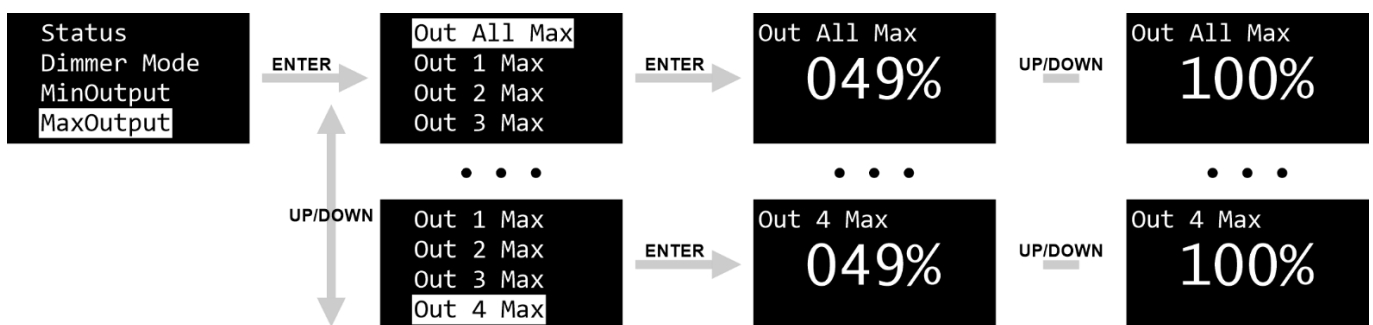 Status
Dimmer Mode
MinOutput
MaxOutput
ENTER
Out All Max
Out 1 Max
Out 2 Max
Out 3 Max
ENTER
Out All Max
049%
UP/DOWN
Out All Max
100%
UP/DOWN
Out 1 Max
Out 2 Max
Out 3 Max
Out 4 Max
ENTER
Out 4 Max
049%
UP/DOWN
Out 4 Max
100%